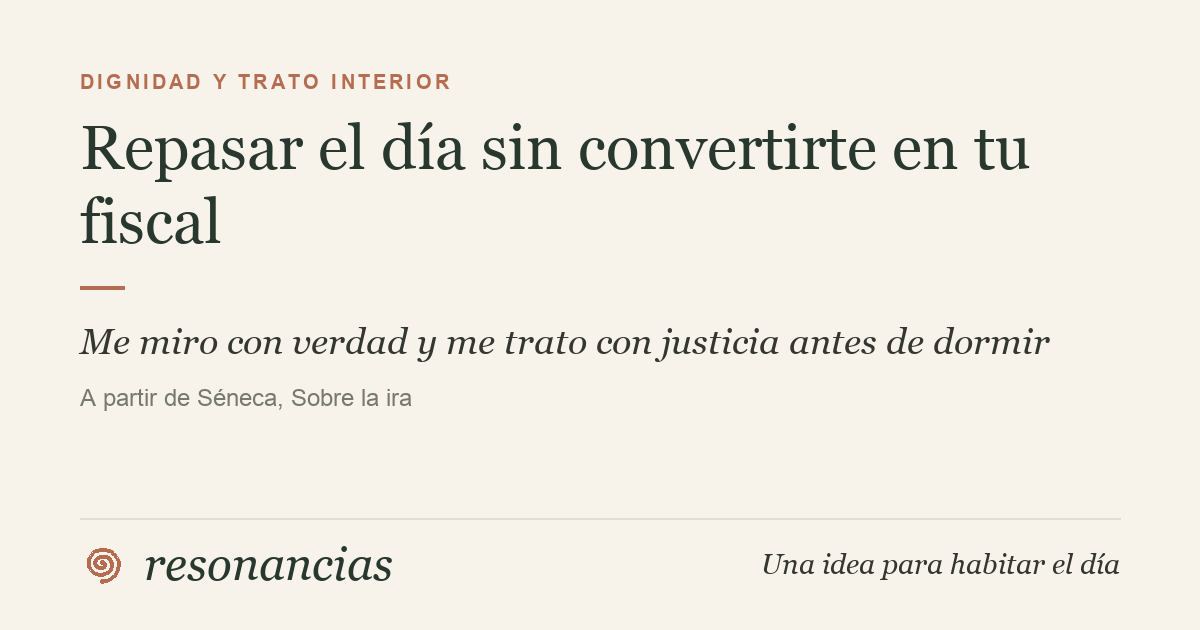 DIGNIDAD Y TRATO INTERIOR
Repasar el día sin convertirte en tu
fiscal
Me miro con verdad y me trato con justicia antes de dormir
A partir de Séneca, Sobre la ira
resonancias
Una idea para habitar el día